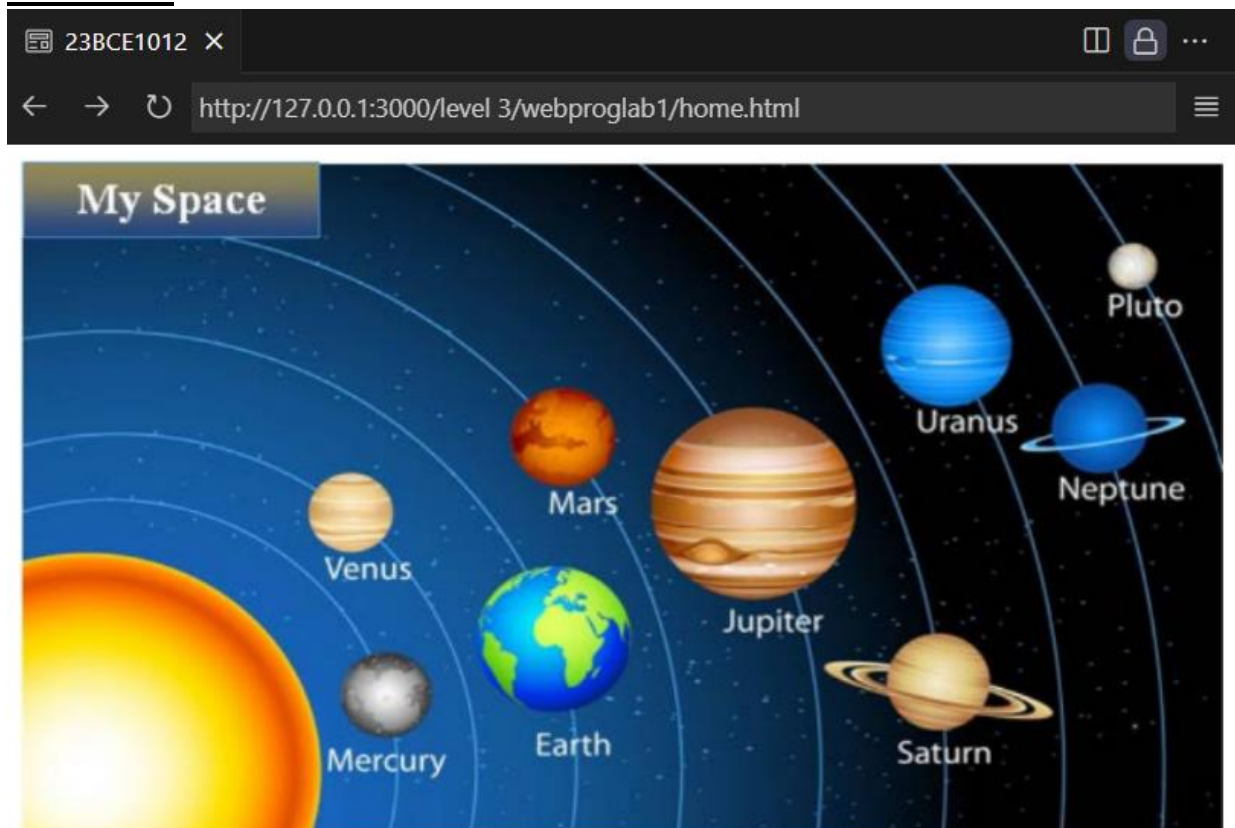 23BCE1012
http://127.0.0.1:3000/level 3/webproglab1/home.html
My Space
Pluto
Uranus
Neptune
Mars
Venus
Jupiter
Earth
Saturn
Mercury